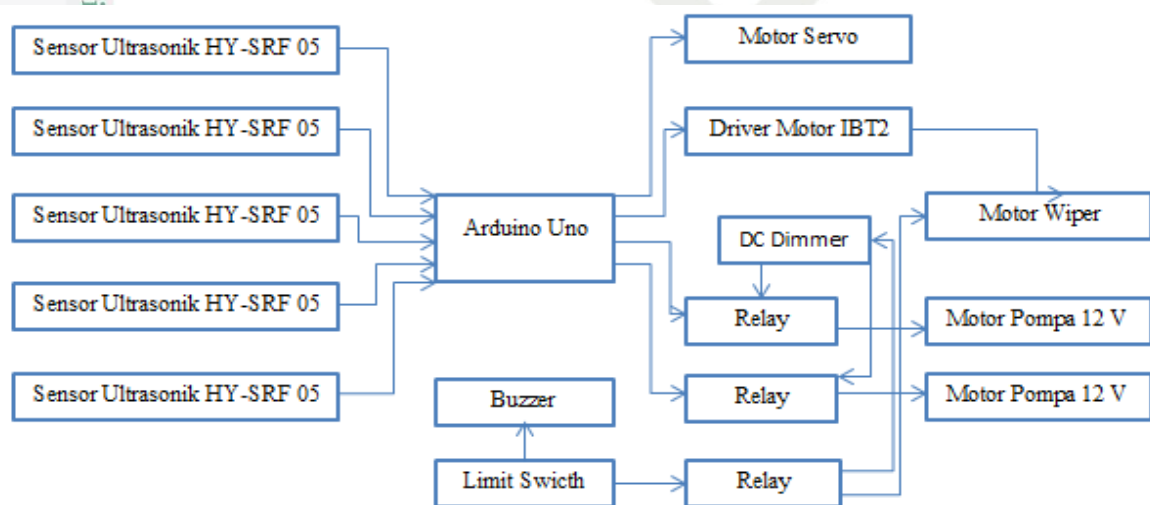 Sensor Ultrasonik HY-SRF 05
Sensor Ultrasonik HY-SRF 05
Sensor Ultrasonik HY-SRF 05
Sensor Ultrasonik HY-SRF 05
Sensor Ultrasonik HY-SRF 05
Arduino Uno
Buzzer
Limit Swicth
Motor Servo
Driver Motor IBT2
DC Dimmer
Relay
Relay
Relay
Motor Wiper
Motor Pompa 12 V
Motor Pompa 12 V